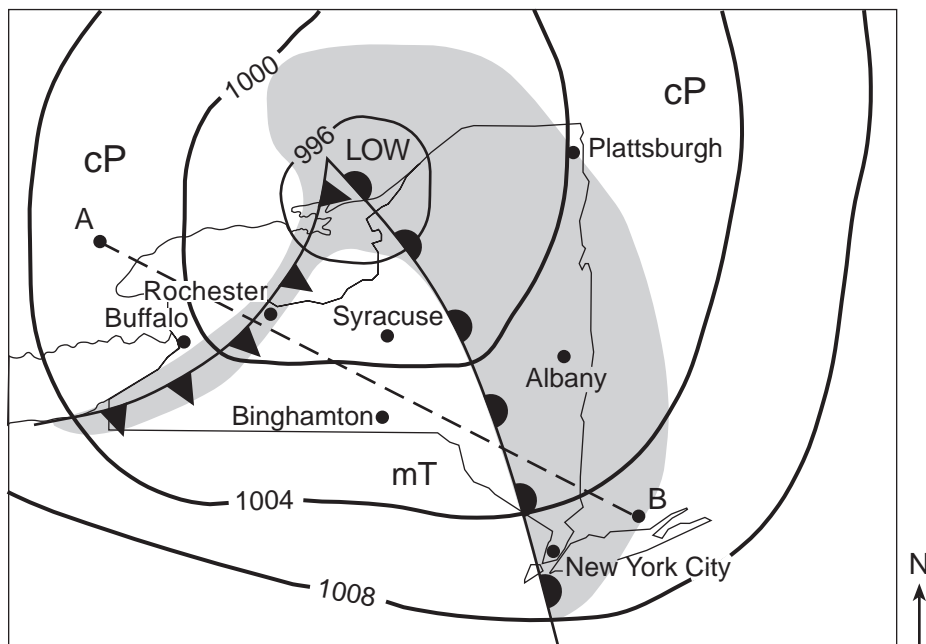 1000
cP
996
LOW
Plattsburgh
cP
A
Rochester
Buffalo
Syracuse
Albany
Binghamton
mT
B
1004
New York City
N
1008